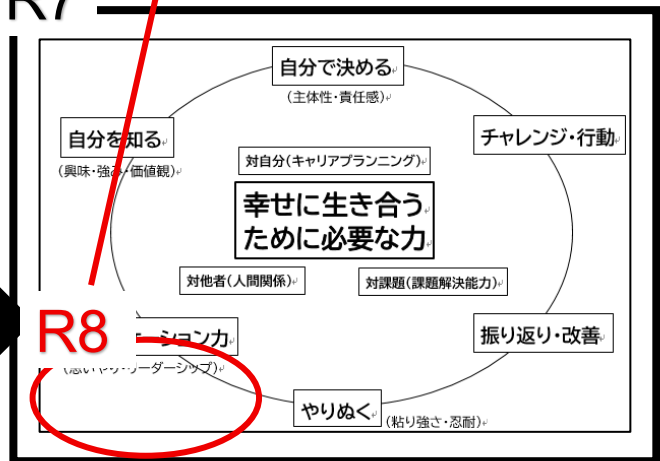 R7
自分で決める
(主体性・責任感)
自分を知る
(興味・強み・価値観)
チャレンジ・行動
対自分(キャリアプランニング)
幸せに生き合う
ために必要な力
対他者(人間関係)
対課題(課題解決能力)
R8
ーション力
(思いやり・リーダーシップ)
振り返り・改善
やりぬく
(粘り強さ・忍耐)